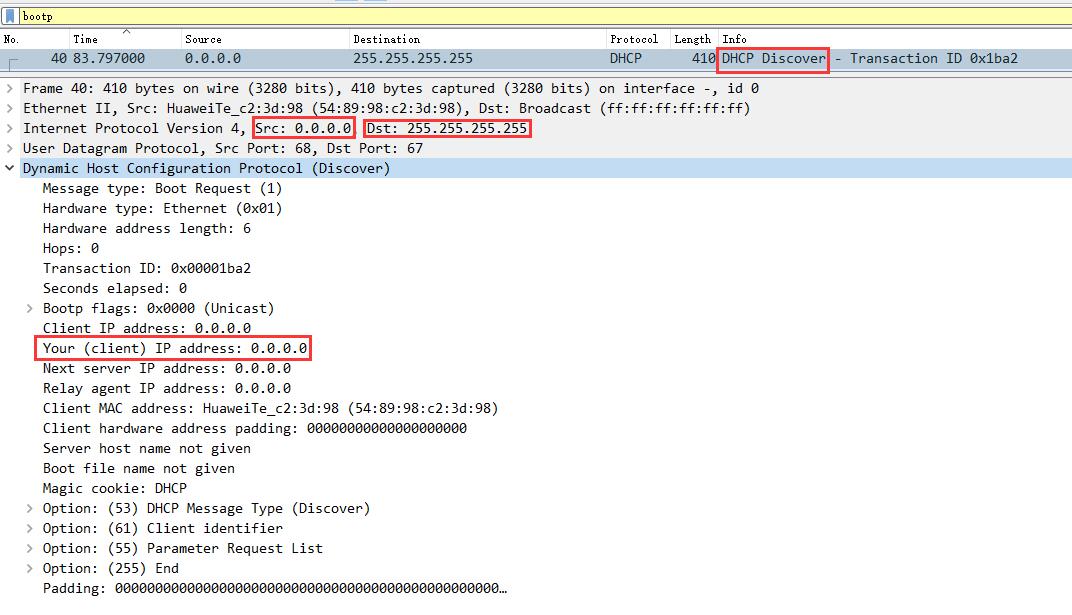 bootp
No. Time Source Destination Protocol Length Info
40 83.797000 0.0.0.0 255.255.255.255 DHCP 410 DHCP Discover - Transaction ID 0x1ba2
Frame 40: 410 bytes on wire (3280 bits), 410 bytes captured (3280 bits) on interface -, id 0
Ethernet II, Src: HuaweiTe_c2:3d:98 (54:89:98:c2:3d:98), Dst: Broadcast (ff:ff:ff:ff:ff:ff)
Internet Protocol Version 4, Src: 0.0.0.0, Dst: 255.255.255.255
User Datagram Protocol, Src Port: 68, Dst Port: 67
Dynamic Host Configuration Protocol (Discover)
Message type: Boot Request (1)
Hardware type: Ethernet (0x01)
Hardware address length: 6
Hops: 0
Transaction ID: 0x00001ba2
Seconds elapsed: 0
Bootp flags: 0x0000 (Unicast)
Client IP address: 0.0.0.0
Your (client) IP address: 0.0.0.0
Next server IP address: 0.0.0.0
Relay agent IP address: 0.0.0.0
Client MAC address: HuaweiTe_c2:3d:98 (54:89:98:c2:3d:98)
Client hardware address padding: 00000000000000000000
Server host name not given
Boot file name not given
Magic cookie: DHCP
Option: (53) DHCP Message Type (Discover)
Option: (61) Client identifier
Option: (55) Parameter Request List
Option: (255) End
Padding: 000000000000000000000000000000000000000000000000…